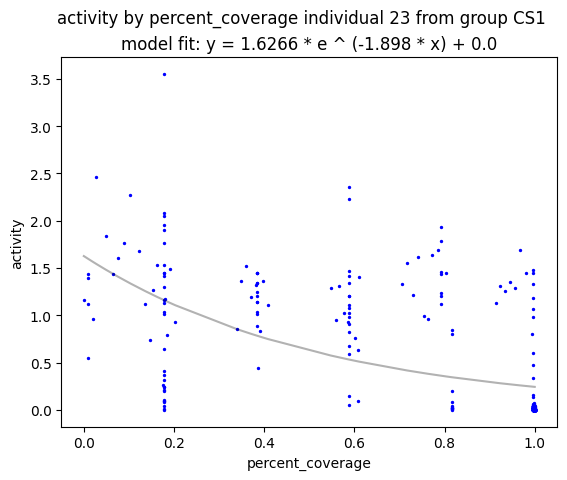 activity by percent_coverage individual 23 from group CS1
model fit: y = 1.6266 * e ^ (-1.898 * x) + 0.0
3.5
3.0
2.5
2.0
1.5
1.0
0.5
0.0
activity
0.0 0.2 0.4 0.6 0.8 1.0
percent_coverage